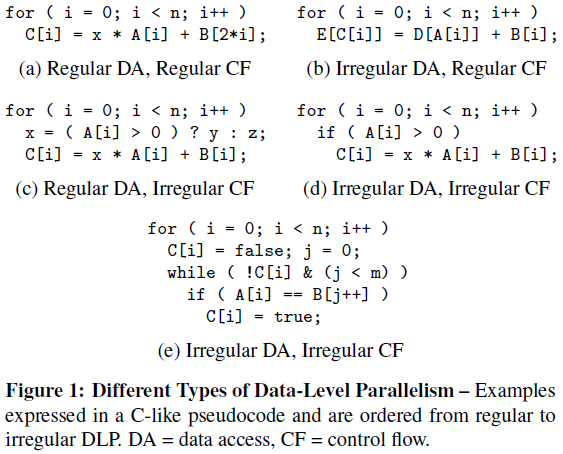 for ( i = 0; i < n; i++ )
C[i] = x * A[i] + B[2*i];
(a) Regular DA, Regular CF
for ( i = 0; i < n; i++ )
E[C[i]] = D[A[i]] + B[i];
(b) Irregular DA, Regular CF
for ( i = 0; i < n; i++ )
x = ( A[i] > 0 ) ? y : z;
C[i] = x * A[i] + B[i];
(c) Regular DA, Irregular CF
for ( i = 0; i < n; i++ )
if ( A[i] > 0 )
C[i] = x * A[i] + B[i];
(d) Irregular DA, Irregular CF
for ( i = 0; i < n; i++ )
C[i] = false; j = 0;
while ( !C[i] & (j < m) )
if ( A[i] == B[j++] )
C[i] = true;
(e) Irregular DA, Irregular CF
Figure 1: Different Types of Data-Level Parallelism – Examples
expressed in a C-like pseudocode and are ordered from regular to
irregular DLP. DA = data access, CF = control flow.